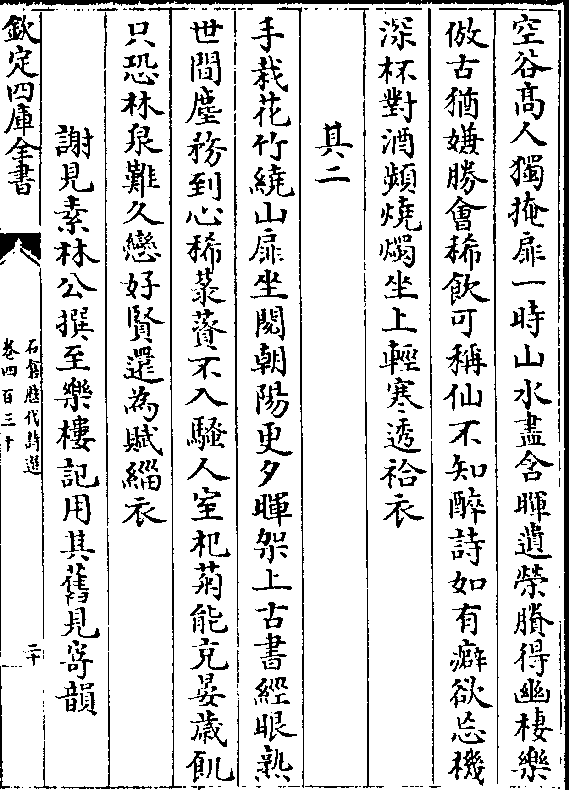 空谷髙人獨掩扉一時山水盡含暉遺榮賸得幽棲樂
倣古猶嫌勝會稀飲可稱仙不知醉詩如有癖欲忘機
深杯對酒頻燒燭坐上輕寒透袷衣
其二
手栽花竹繞山扉坐閱朝陽更夕暉架上古書經眼熟
世間塵務到心稀菉薋不入騷人室杞菊能充晏歳飢
只恐林泉難久戀好賢還為賦緇衣
謝見素林公撰至樂樓記用其舊見寄韻
欽定四庫全書
石倉歴代詩選
卷四百三十
二十